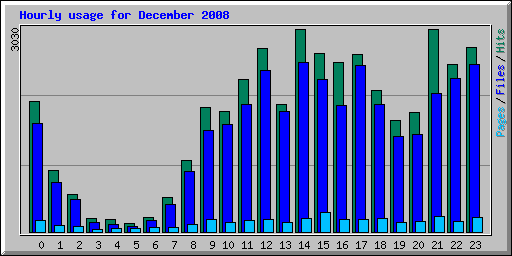 Hourly usage for December 2008
3030
Pages / Files / Hits
0 1 2 3 4 5 6 7 8 9 10 11 12 13 14 15 16 17 18 19 20 21 22 23